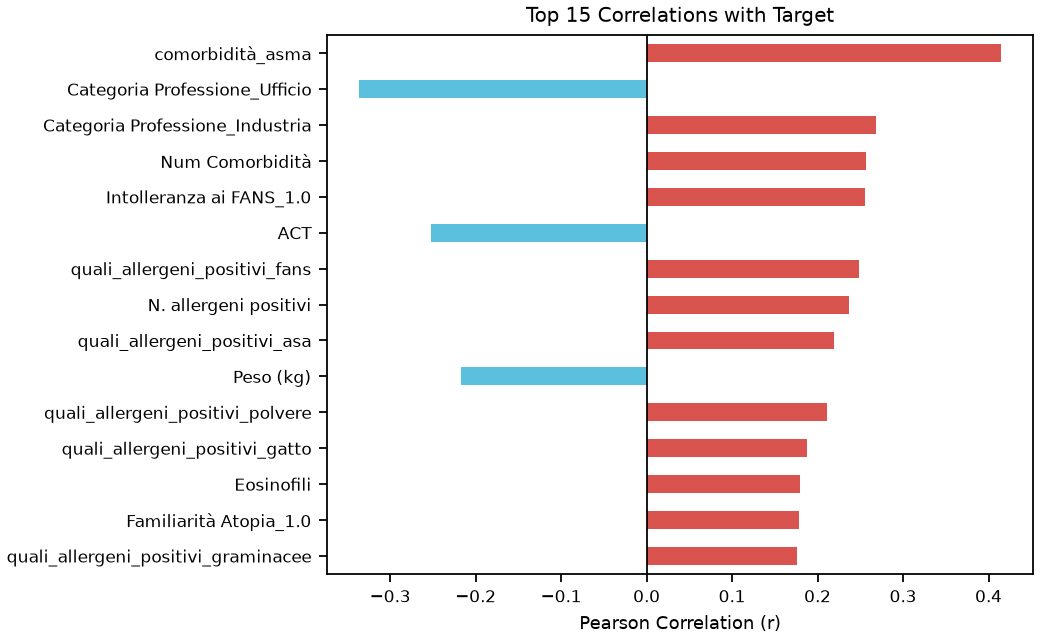 Top 15 Correlations with Target
comorbidità_asma
Categoria Professione_Ufficio
Categoria Professione_Industria
Num Comorbidità
Intolleranza ai FANS_1.0
ACT
quali_allergeni_positivi_fans
N. allergeni positivi
quali_allergeni_positivi_asa
Peso (kg)
quali_allergeni_positivi_polvere
quali_allergeni_positivi_gatto
Eosinofili
Familiarità Atopia_1.0
quali_allergeni_positivi_graminacee
−0.3 −0.2 −0.1 0.0 0.1 0.2 0.3 0.4
Pearson Correlation (r)